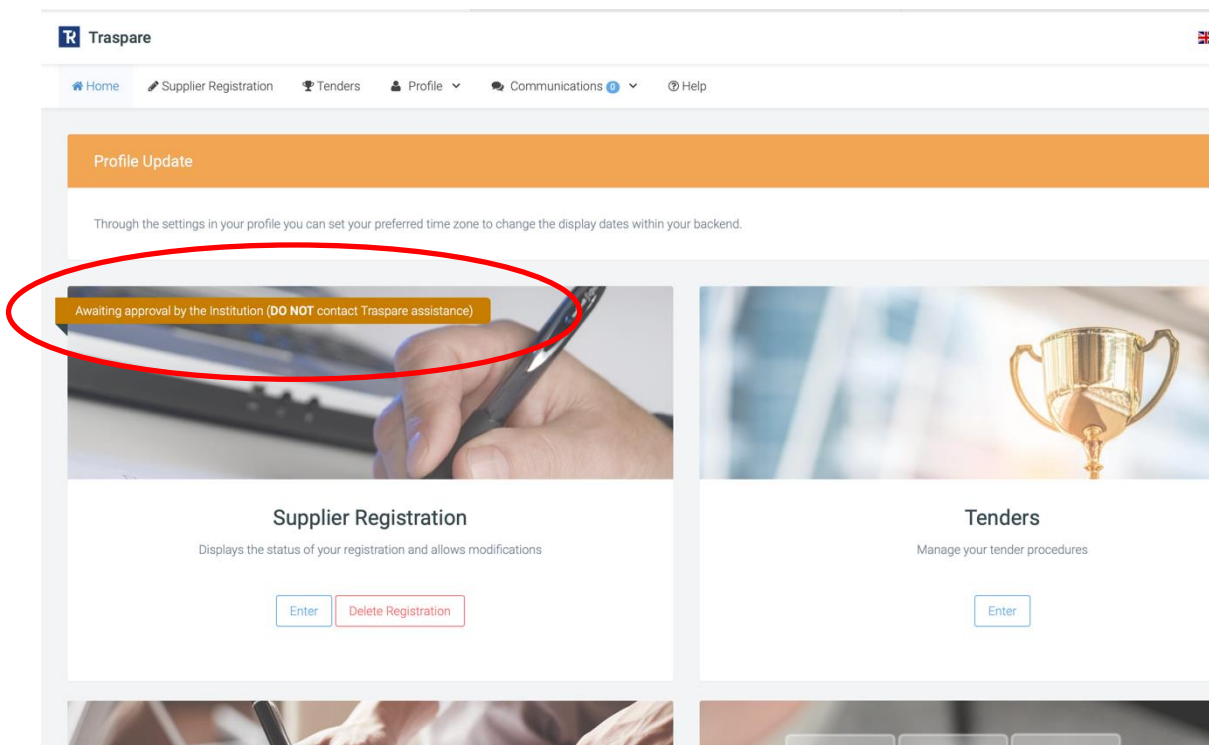 Traspare
Home Supplier Registration Tenders Profile Communications 0 Help
Profile Update
Through the settings in your profile you can set your preferred time zone to change the display dates within your backend.
Awaiting approval by the Institution (DO NOT contact Traspare assistance)
Supplier Registration
Displays the status of your registration and allows modifications
Enter Delete Registration
Tenders
Manage your tender procedures
Enter